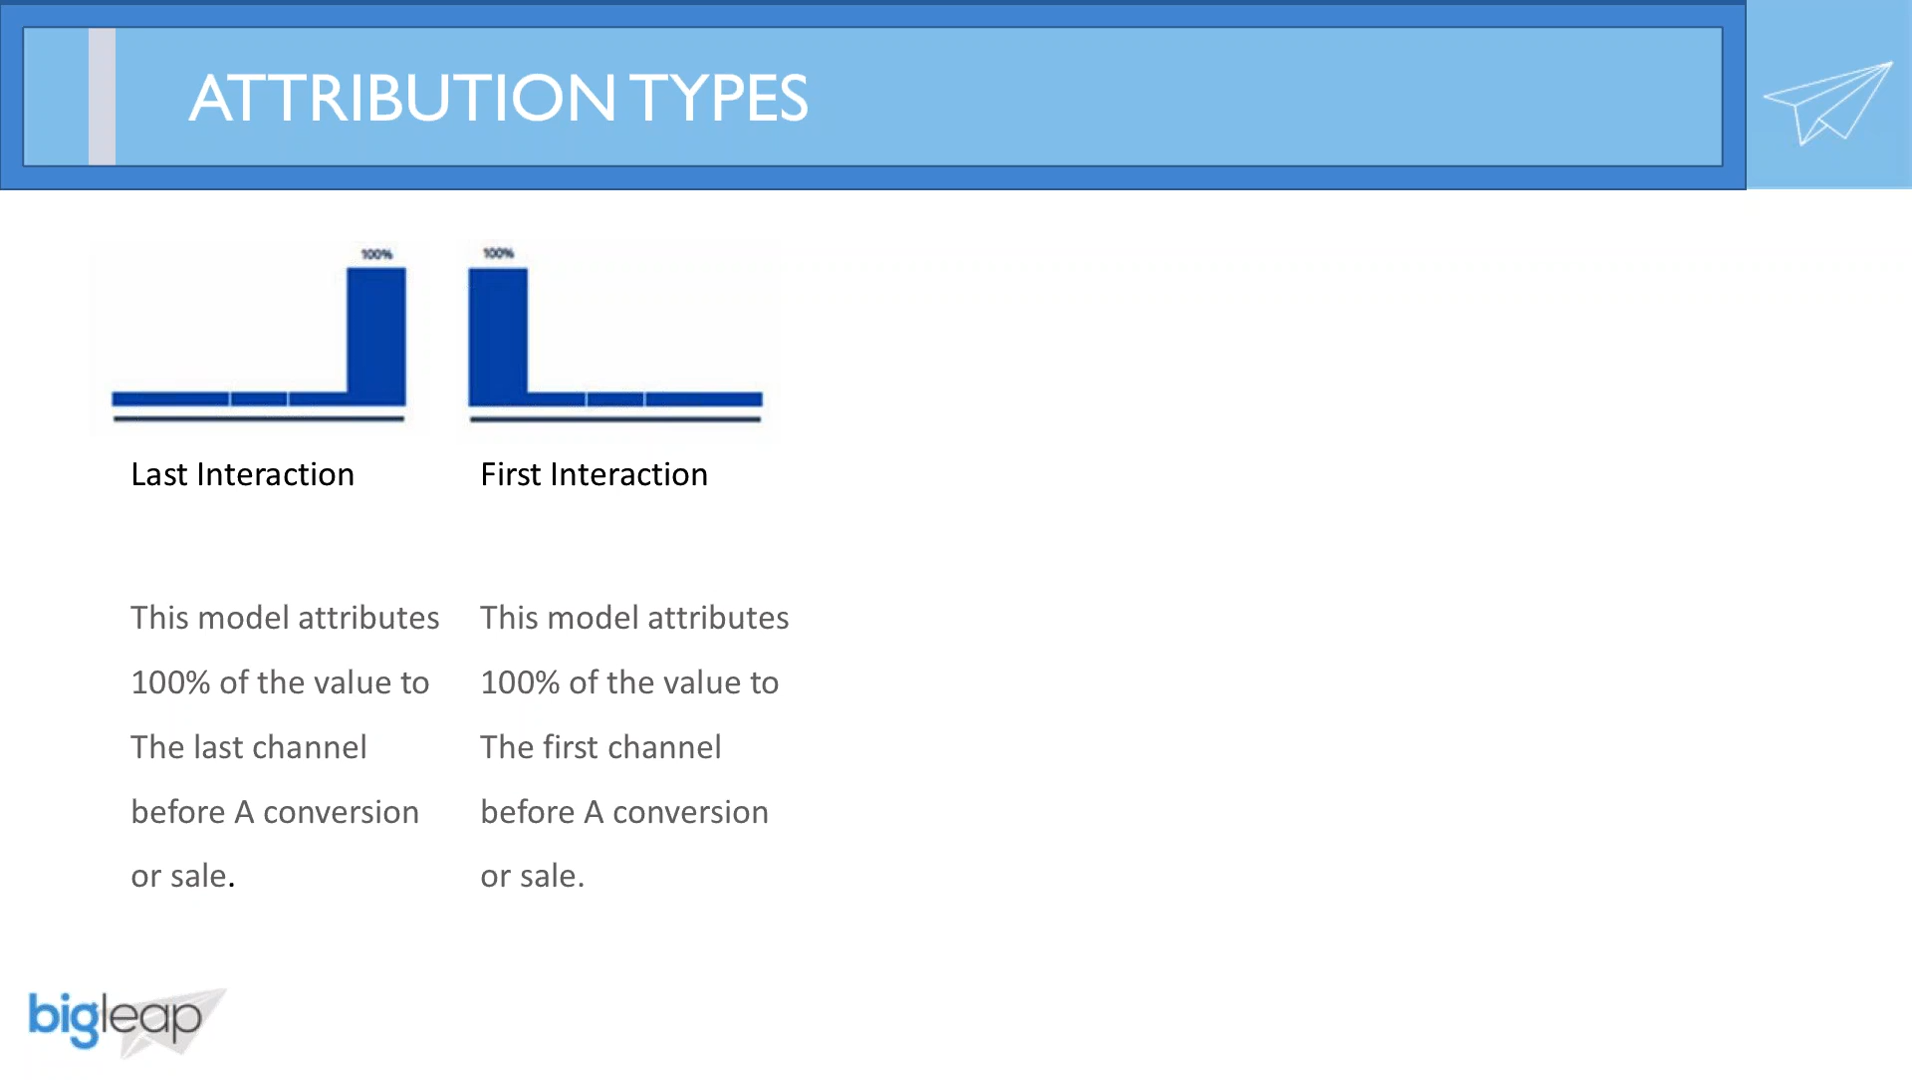 ATTRIBUTION TYPES
100%
100%
Last Interaction
First Interaction
This model attributes
100% of the value to
The last channel
before A conversion
or sale.
This model attributes
100% of the value to
The first channel
before A conversion
or sale.
bigleap